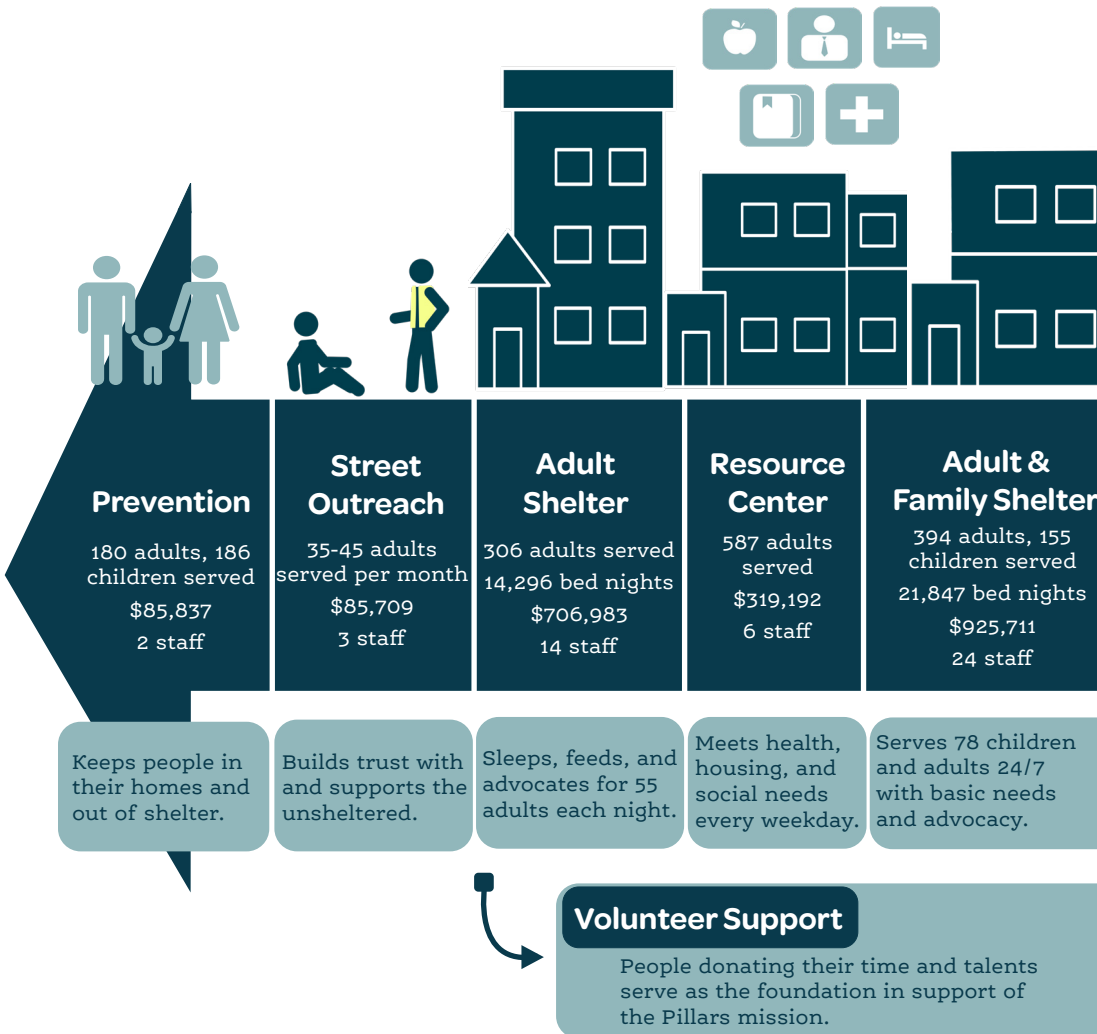 Prevention
180 adults, 186
children served
$85,837
2 staff
Street
Outreach
35-45 adults
served per month
$85,709
3 staff
Adult
Shelter
306 adults served
14,296 bed nights
$706,983
14 staff
Resource
Center
587 adults
served
$319,192
6 staff
Adult &
Family Shelter
394 adults, 155
children served
21,847 bed nights
$925,711
24 staff
Keeps people in
their homes and
out of shelter.
Builds trust with
and supports the
unsheltered.
Sleeps, feeds, and
advocates for 55
adults each night.
Meets health,
housing, and
social needs
every weekday.
Serves 78 children
and adults 24/7
with basic needs
and advocacy.
Volunteer Support
People donating their time and talents
serve as the foundation in support of
the Pillars mission.